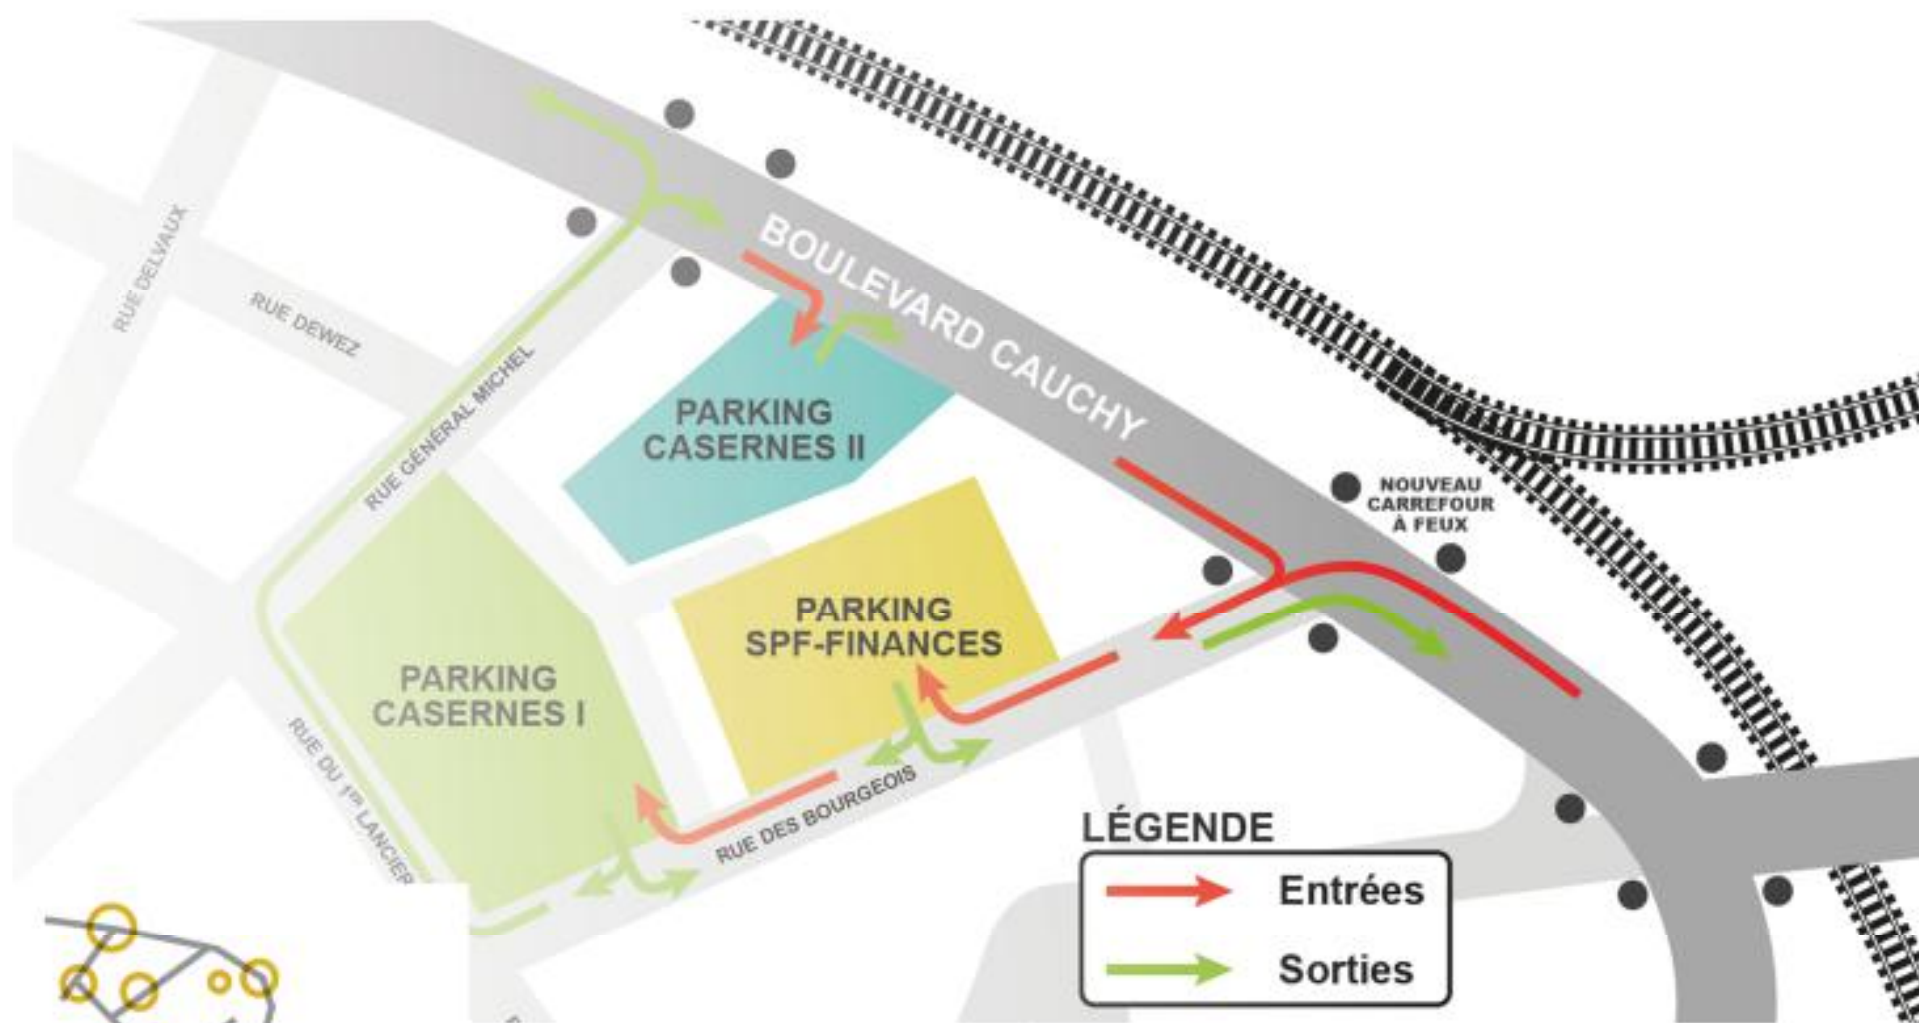 RUE DELVAUX
RUE DEWEZ
BOULEVARD CAUCHY
RUE GÉNÉRAL MICHEL
PARKING
CASERNES II
NOUVEAU
CARREFOUR
À FEUX
PARKING
SPF-FINANCES
PARKING
CASERNES I
RUE DU 1ER LANCIER
RUE DES BOURGEOIS
LÉGENDE
Entrées
Sorties